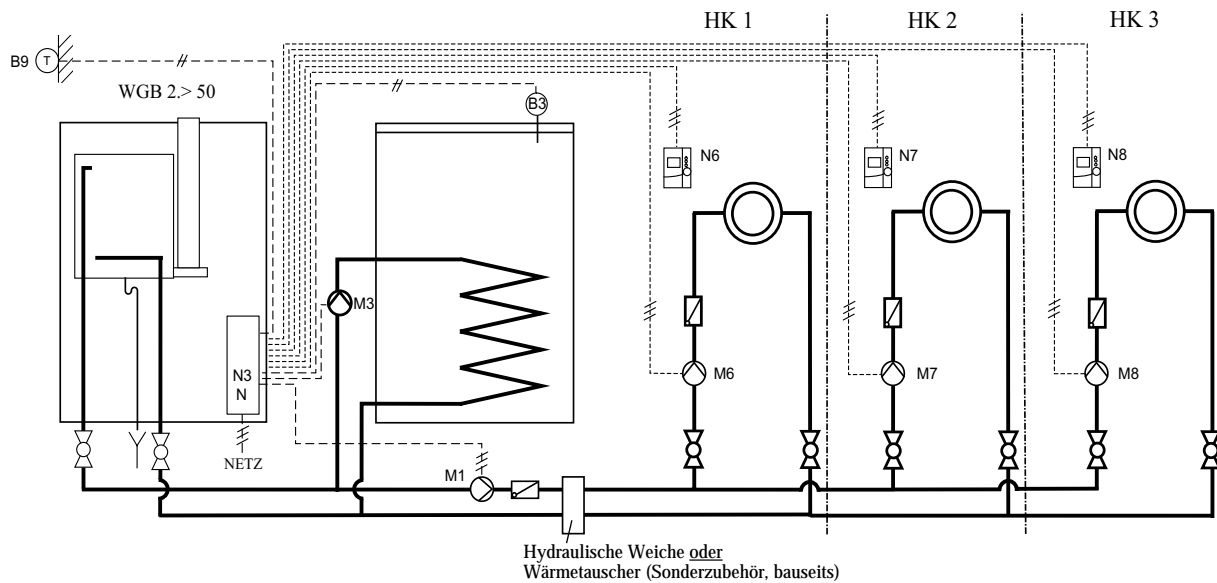 HK 1
HK 2
HK 3
B9
T
WGB 2.> 50
B3
N6
N7
N8
M3
N3
N
M6
M7
M8
NETZ
M1
Hydraulische Weiche oder
Wärmetauscher (Sonderzubehör, bauseits)